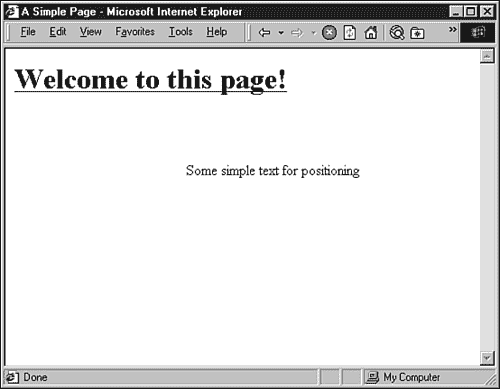 A Simple Page - Microsoft Internet Explorer
File Edit View Favorites Tools Help »
Welcome to this page!
Some simple text for positioning
Done My Computer